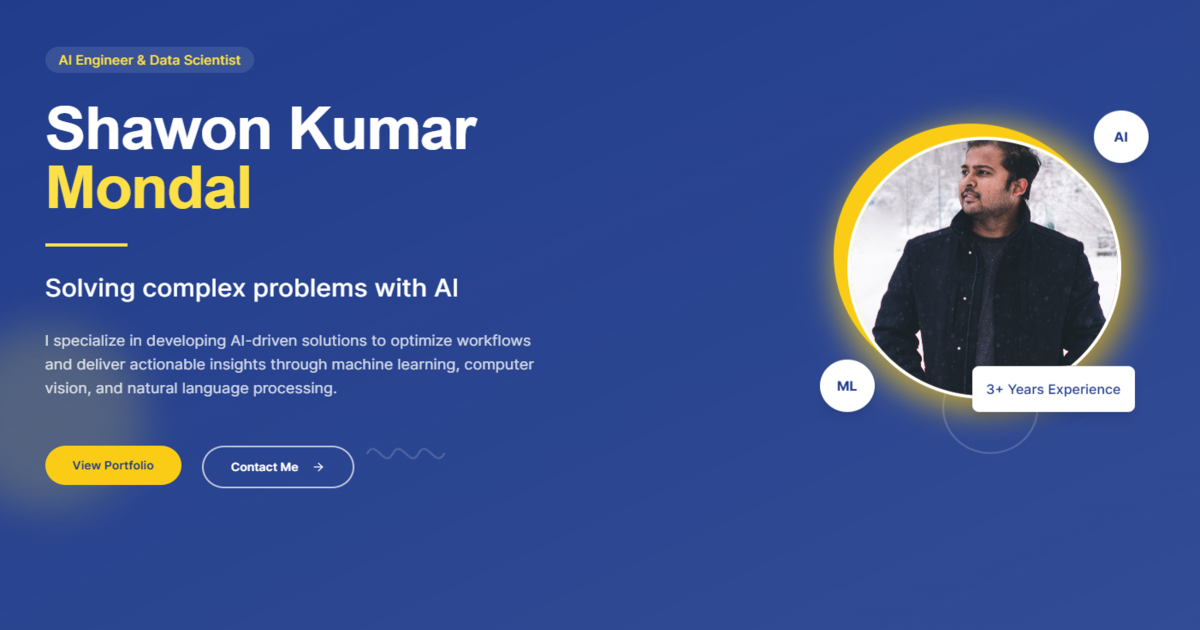 AI Engineer & Data Scientist
Shawon Kumar
Mondal
Solving complex problems with AI
I specialize in developing AI-driven solutions to optimize workflows
and deliver actionable insights through machine learning, computer
vision, and natural language processing.
View Portfolio
Contact Me →
AI
ML
3+ Years Experience